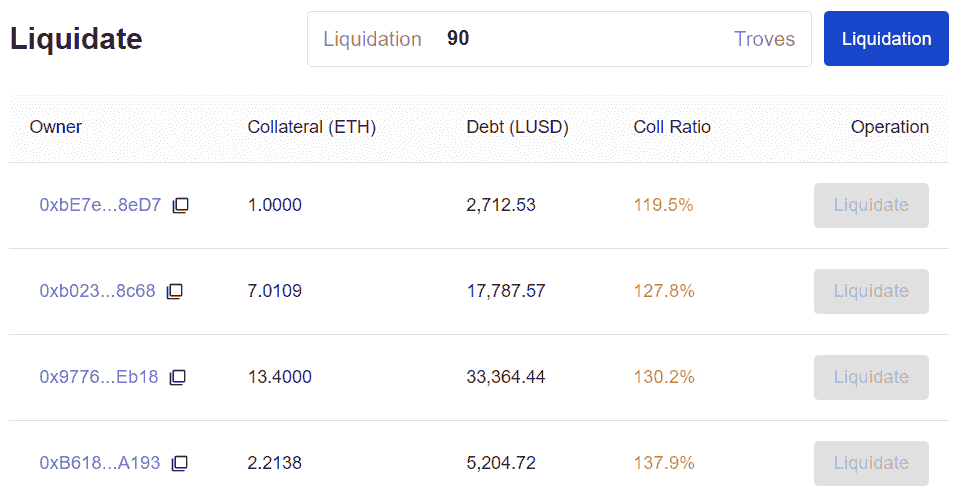 Liquidate Liquidation 90 Troves Liquidation
Owner Collateral (ETH) Debt (LUSD) Coll Ratio Operation
0xbE7e...8eD7 1.0000 2,712.53 119.5% Liquidate
0xb023...8c68 7.0109 17,787.57 127.8% Liquidate
0x9776...Eb18 13.4000 33,364.44 130.2% Liquidate
0xB618...A193 2.2138 5,204.72 137.9% Liquidate